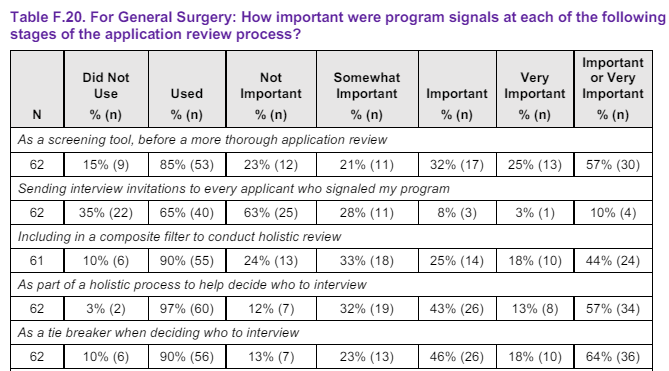 Table F.20. For General Surgery: How important were program signals at each of the following
stages of the application review process?
N | Did Not Use % (n) | Used % (n) | Not Important % (n) | Somewhat Important % (n) | Important % (n) | Very Important % (n) | Important or Very Important % (n)
As a screening tool, before a more thorough application review
62 | 15% (9) | 85% (53) | 23% (12) | 21% (11) | 32% (17) | 25% (13) | 57% (30)
Sending interview invitations to every applicant who signaled my program
62 | 35% (22) | 65% (40) | 63% (25) | 28% (11) | 8% (3) | 3% (1) | 10% (4)
Including in a composite filter to conduct holistic review
61 | 10% (6) | 90% (55) | 24% (13) | 33% (18) | 25% (14) | 18% (10) | 44% (24)
As part of a holistic process to help decide who to interview
62 | 3% (2) | 97% (60) | 12% (7) | 32% (19) | 43% (26) | 13% (8) | 57% (34)
As a tie breaker when deciding who to interview
62 | 10% (6) | 90% (56) | 13% (7) | 23% (13) | 46% (26) | 18% (10) | 64% (36)